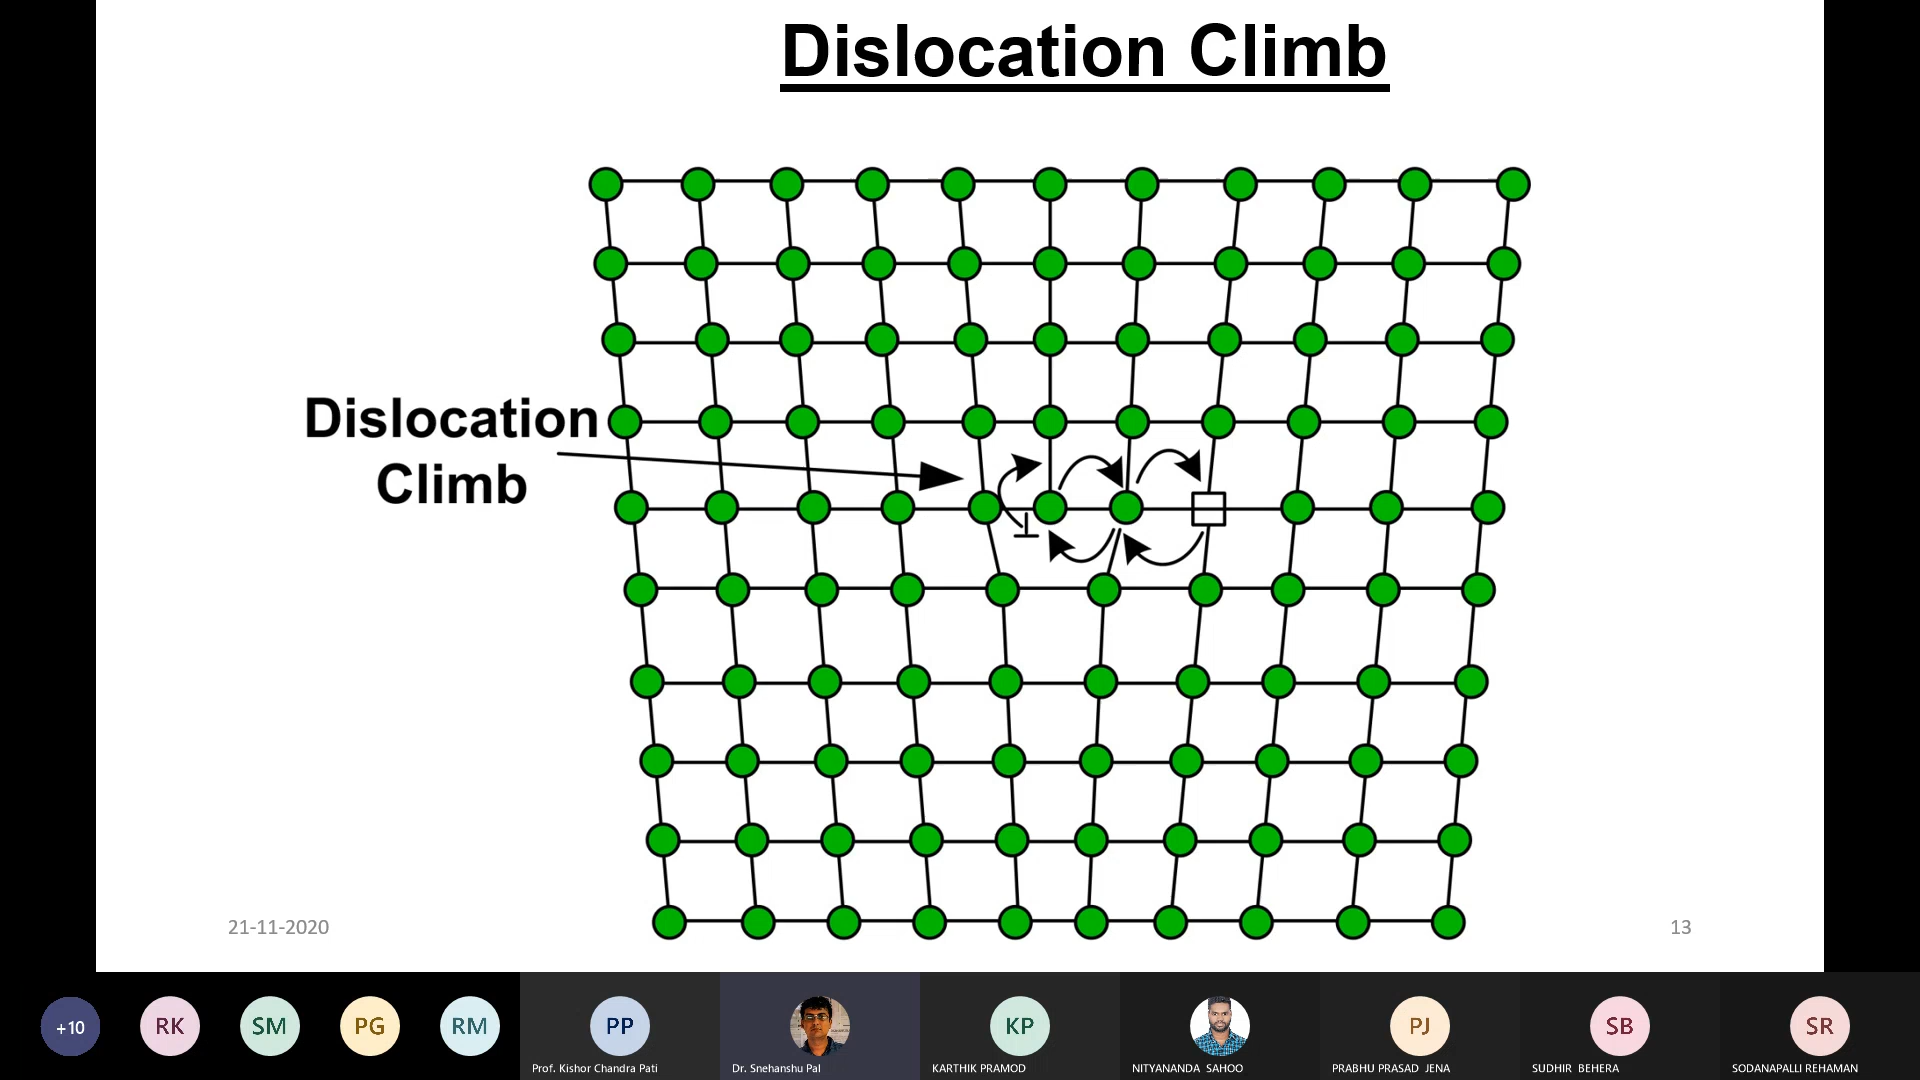 Dislocation Climb
Dislocation
Climb
21-11-2020
13
+10
RK
SM
PG
RM
PP
KP
PJ
SB
SR
Prof. Kishor Chandra Pati
Dr. Snehanshu Pal
KARTHIK PRAMOD
NITYANANDA SAHOO
PRABHU PRASAD JENA
SUDHIR BEHERA
SODANAPALLI REHAMAN